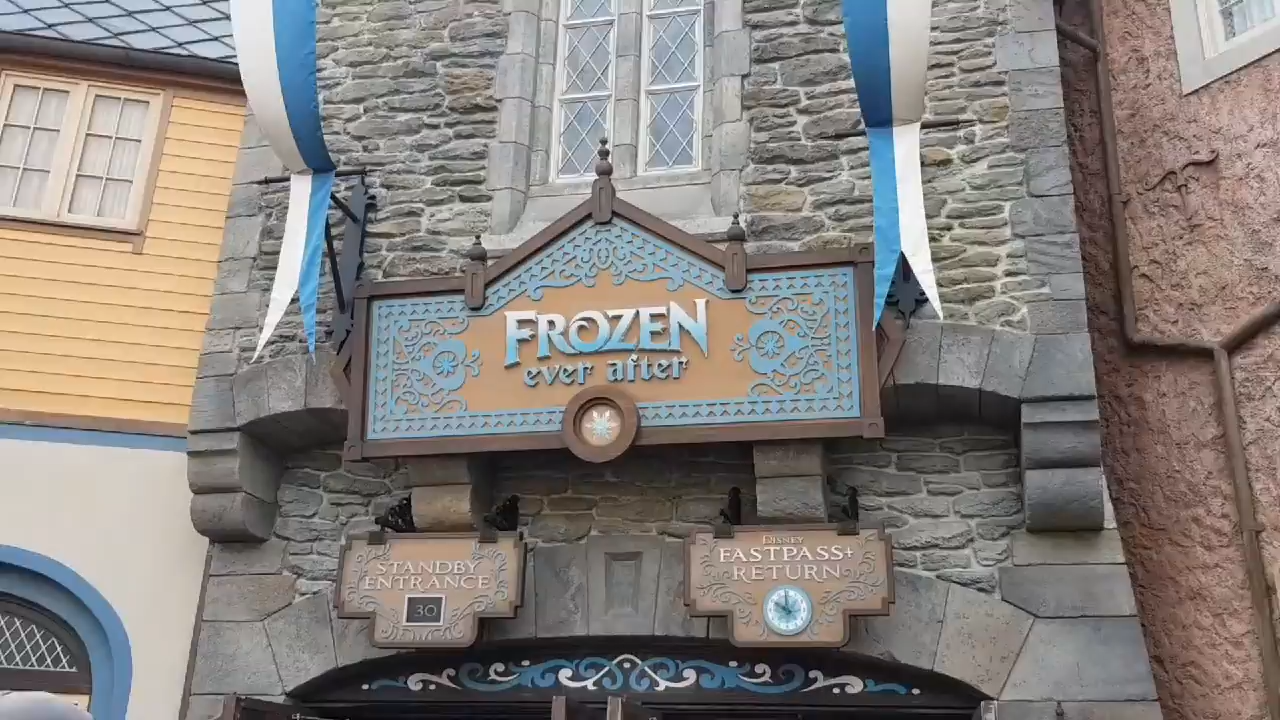 FROZEN
ever after
STANDBY
ENTRANCE
30
DISNEY
FASTPASS+
RETURN